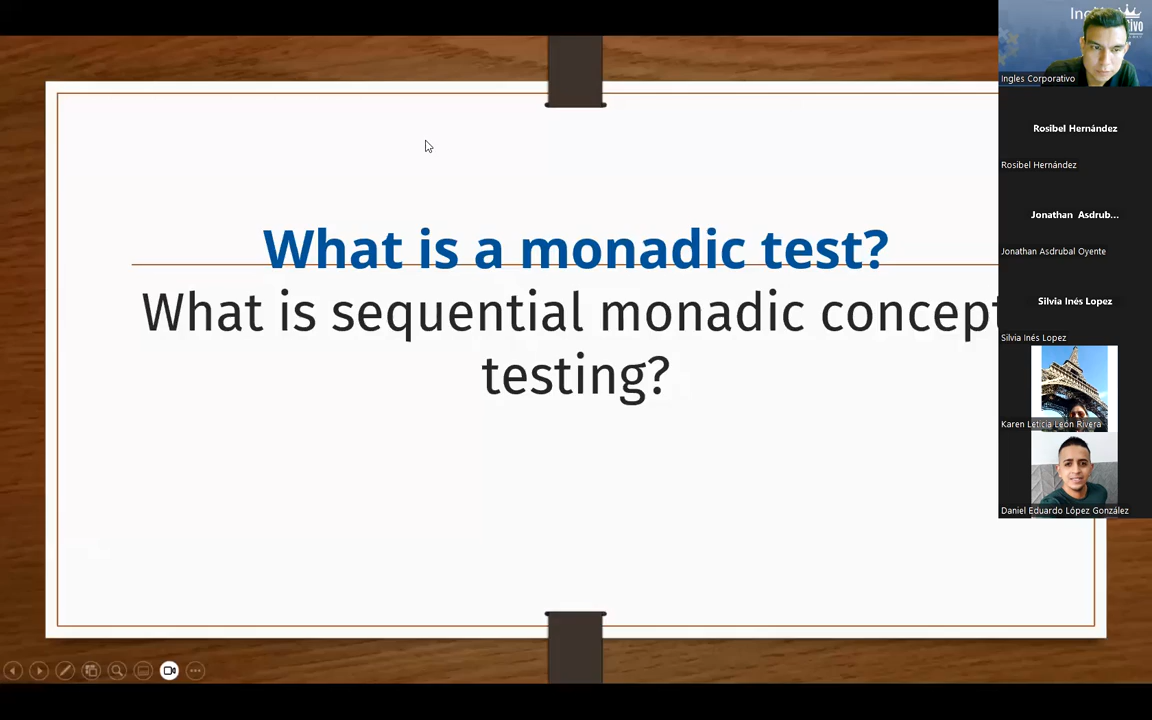 What is a monadic test?
What is sequential monadic concept
testing?
Ingles Corporativo
Rosibel Hernández
Rosibel Hernández
Jonathan Asdrub...
Jonathan Asdrubal Oyente
Silvia Inés Lopez
Silvia Inés Lopez
Karen Leticia León Rivera
Daniel Eduardo López González